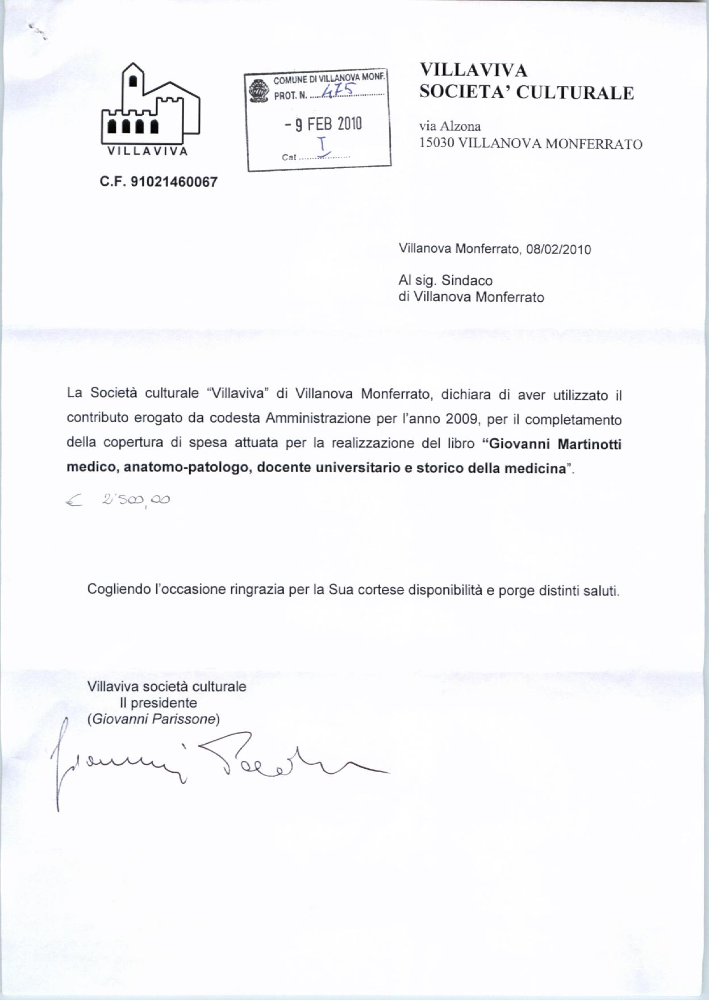 VILLAVIVA
C.F. 91021460067
COMUNE DI VILLANOVA MONF.
PROT. N. ....475....................
- 9 FEB 2010
I
Cat ......................
VILLAVIVA
SOCIETA’ CULTURALE
via Alzona
15030 VILLANOVA MONFERRATO
Villanova Monferrato, 08/02/2010
Al sig. Sindaco
di Villanova Monferrato
La Società culturale “Villaviva” di Villanova Monferrato, dichiara di aver utilizzato il
contributo erogato da codesta Amministrazione per l’anno 2009, per il completamento
della copertura di spesa attuata per la realizzazione del libro “Giovanni Martinotti
medico, anatomo-patologo, docente universitario e storico della medicina”.
€ 2'500,00
Cogliendo l’occasione ringrazia per la Sua cortese disponibilità e porge distinti saluti.
Villaviva società culturale
Il presidente
(Giovanni Parissone)